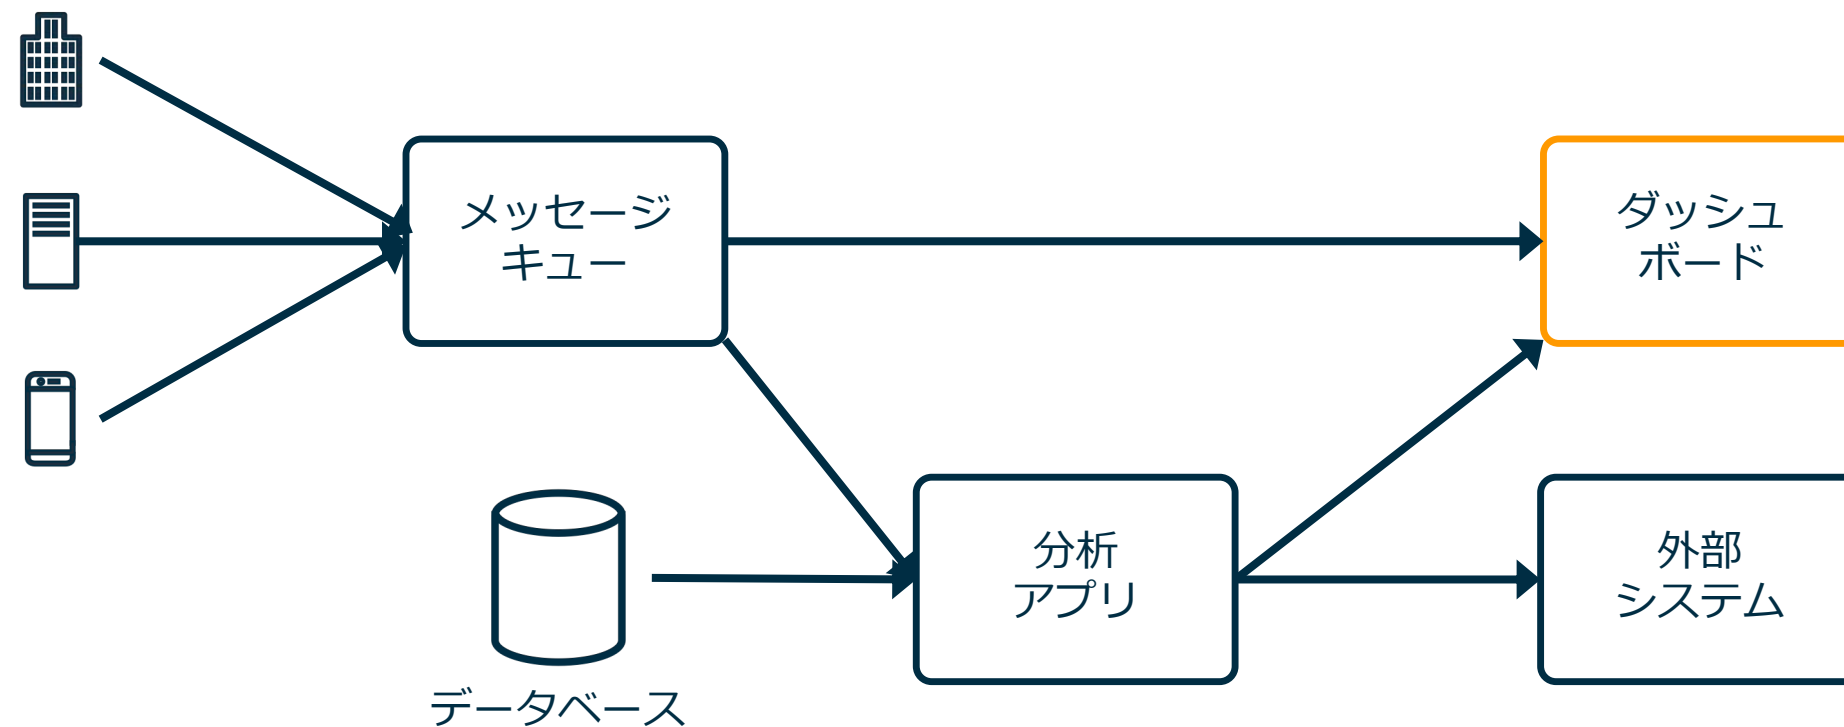 メッセージ
キュー
ダッシュ
ボード
分析
アプリ
外部
システム
データベース